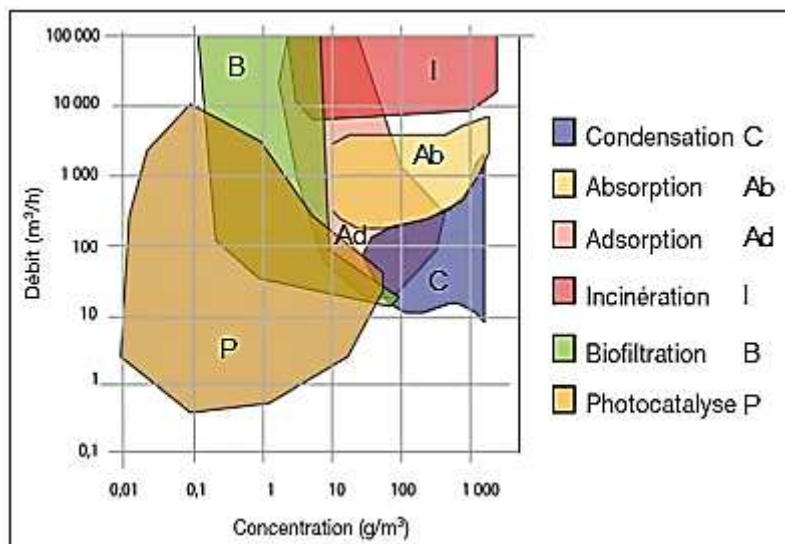 100 000
10 000
1 000
100
10
1
0,1
Débit (m³/h)
B
I
Ab
Ad
C
P
0,01
0,1
1
10
100
1 000
Concentration (g/m³)
Condensation C
Absorption Ab
Adsorption Ad
Incinération I
Biofiltration B
Photocatalyse P